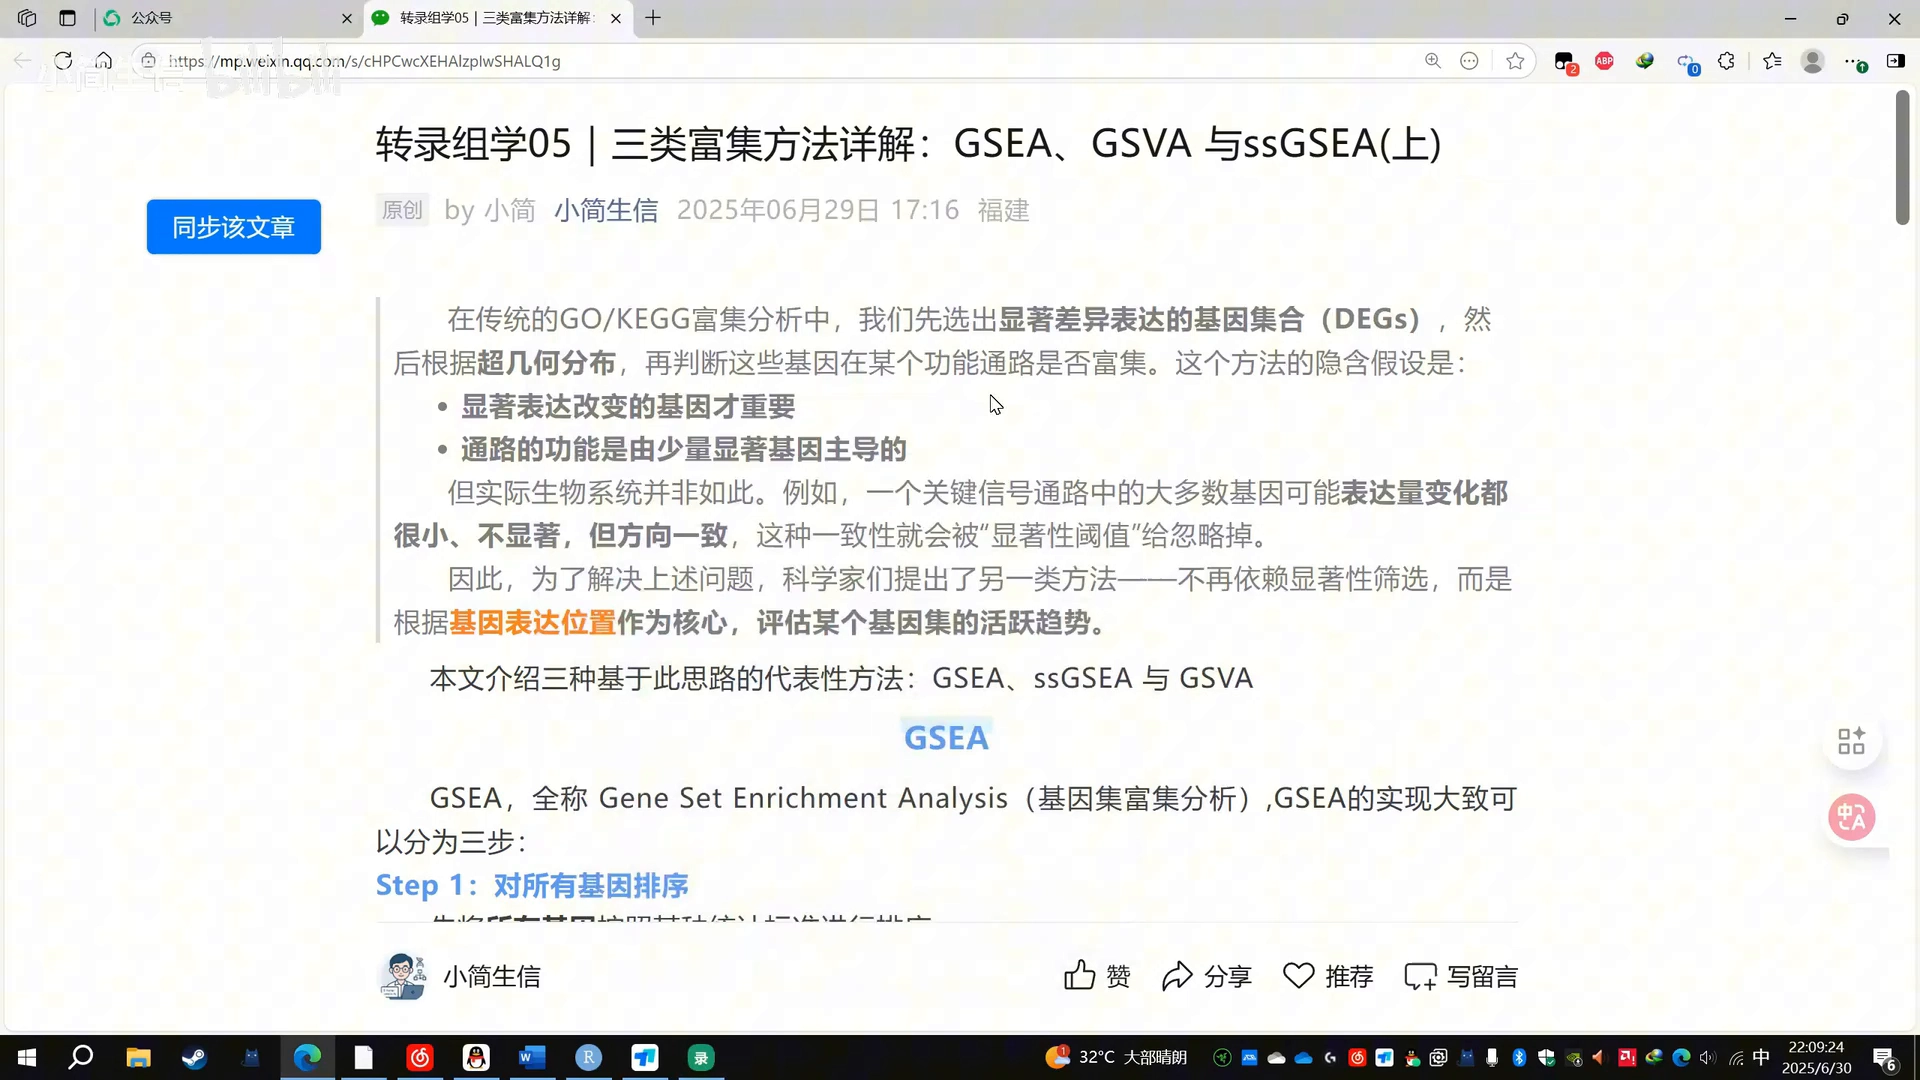 公众号
转录组学05 | 三类富集方法详解:
https://mp.weixin.qq.com/s/cHPCwcXEHAlzplwSHALQ1g
小简生信 bilibili
转录组学05 | 三类富集方法详解：GSEA、GSVA 与ssGSEA(上)
原创 by 小简 小简生信 2025年06月29日 17:16 福建
同步该文章
在传统的GO/KEGG富集分析中，我们先选出显著差异表达的基因集合（DEGs），然
后根据超几何分布，再判断这些基因在某个功能通路是否富集。这个方法的隐含假设是：
• 显著表达改变的基因才重要
• 通路的功能是由少量显著基因主导的
但实际生物系统并非如此。例如，一个关键信号通路中的大多数基因可能表达量变化都
很小、不显著，但方向一致，这种一致性就会被“显著性阈值”给忽略掉。
因此，为了解决上述问题，科学家们提出了另一类方法——不再依赖显著性筛选，而是
根据基因表达位置作为核心，评估某个基因集的活跃趋势。
本文介绍三种基于此思路的代表性方法：GSEA、ssGSEA 与 GSVA
GSEA
GSEA，全称 Gene Set Enrichment Analysis（基因集富集分析）,GSEA的实现大致可
以分为三步：
Step 1：对所有基因排序
小简生信
赞 分享 推荐 写留言
32°C 大部晴朗
中
22:09:24
2025/6/30
6